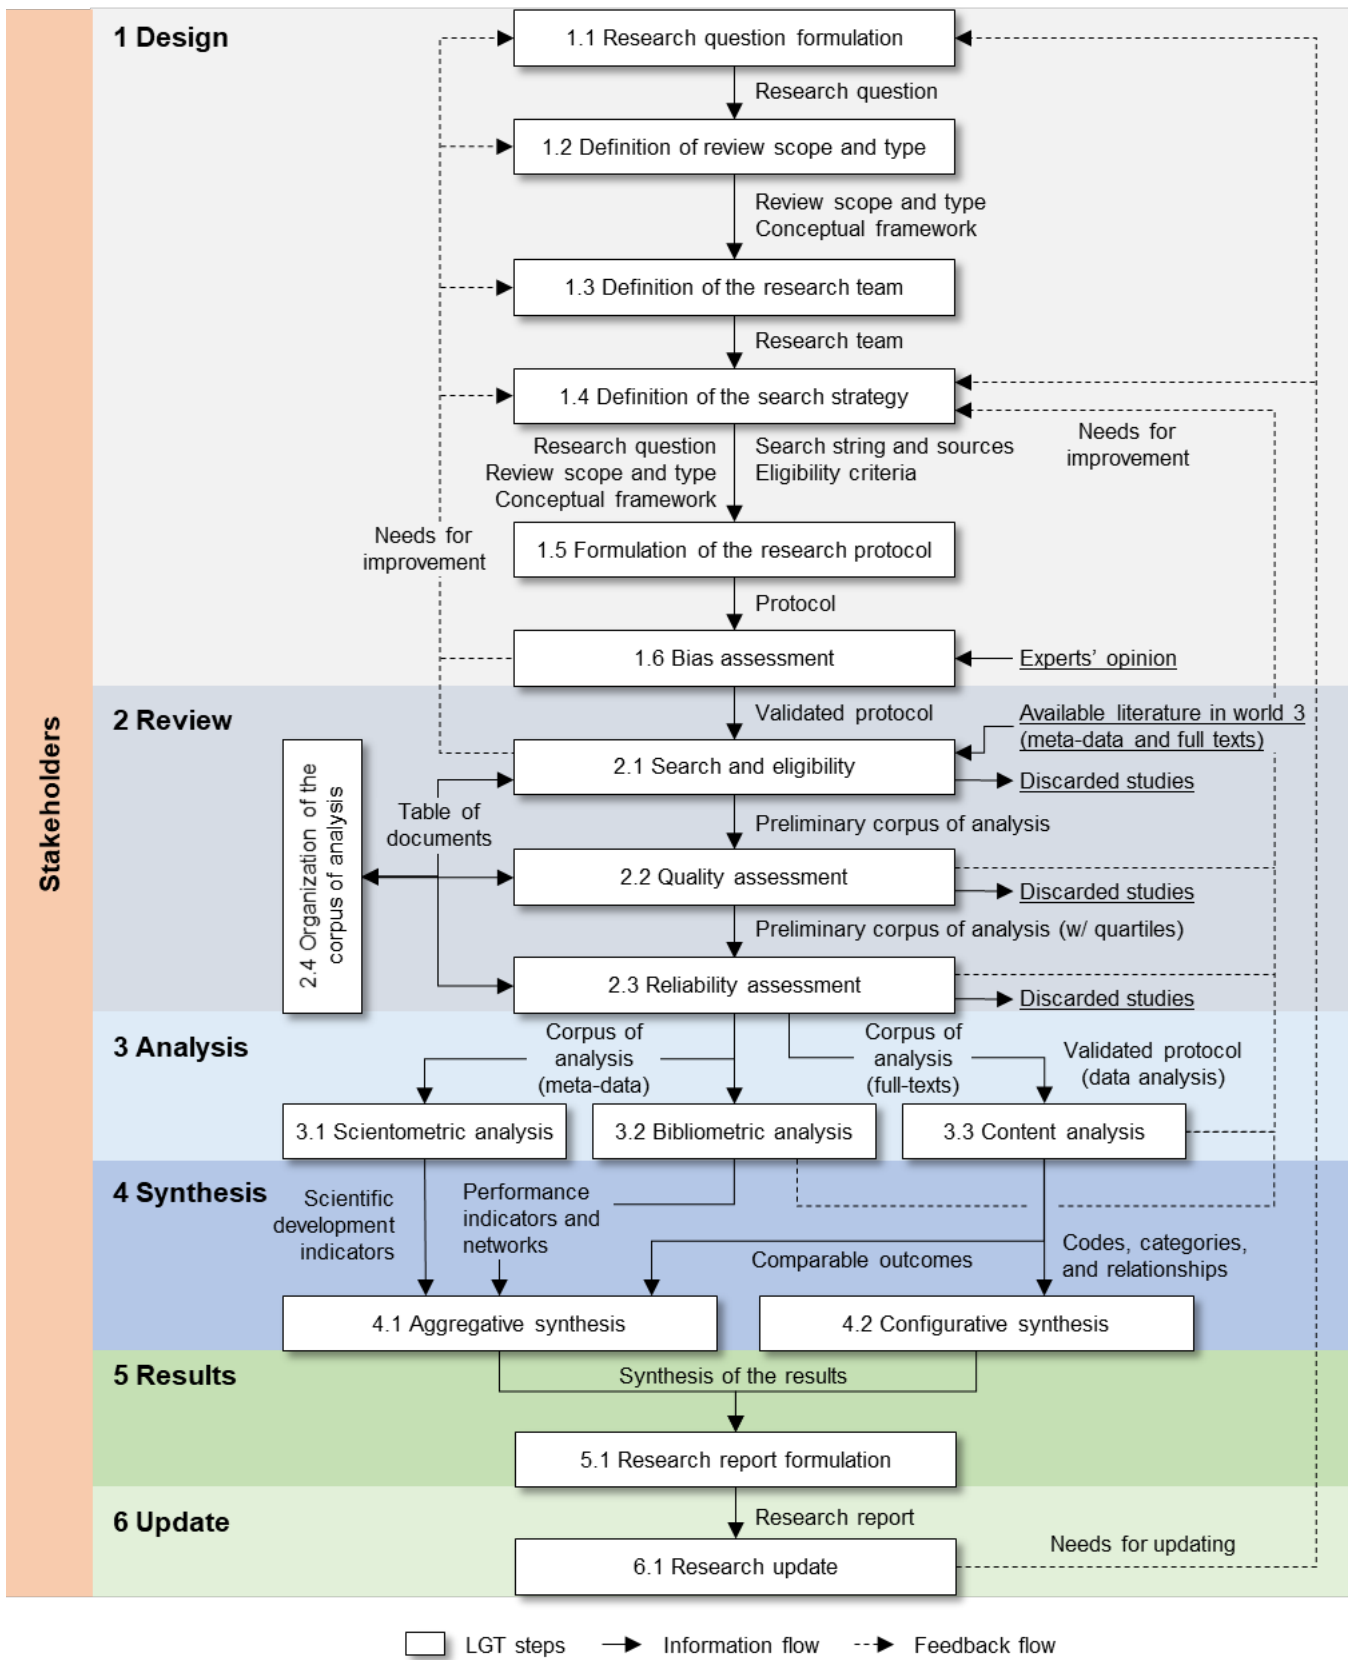 Stakeholders
1 Design
1.1 Research question formulation
Research question
1.2 Definition of review scope and type
Review scope and type
Conceptual framework
1.3 Definition of the research team
Research team
1.4 Definition of the search strategy
Research question
Review scope and type
Conceptual framework
Search string and sources
Eligibility criteria
Needs for
improvement
Needs for
improvement
1.5 Formulation of the research protocol
Protocol
1.6 Bias assessment
Experts' opinion
2 Review
Validated protocol
Available literature in world 3
(meta-data and full texts)
2.1 Search and eligibility
Discarded studies
2.4 Organization of the
corpus of analysis
Table of
documents
Preliminary corpus of analysis
2.2 Quality assessment
Discarded studies
Preliminary corpus of analysis (w/ quartiles)
2.3 Reliability assessment
Discarded studies
3 Analysis
Corpus of
analysis
(meta-data)
Corpus of
analysis
(full-texts)
Validated protocol
(data analysis)
3.1 Scientometric analysis
3.2 Bibliometric analysis
3.3 Content analysis
4 Synthesis
Scientific
development
indicators
Performance
indicators and
networks
Comparable outcomes
Codes, categories,
and relationships
4.1 Aggregative synthesis
4.2 Configurative synthesis
5 Results
Synthesis of the results
5.1 Research report formulation
6 Update
Research report
6.1 Research update
Needs for updating
LGT steps
Information flow
Feedback flow